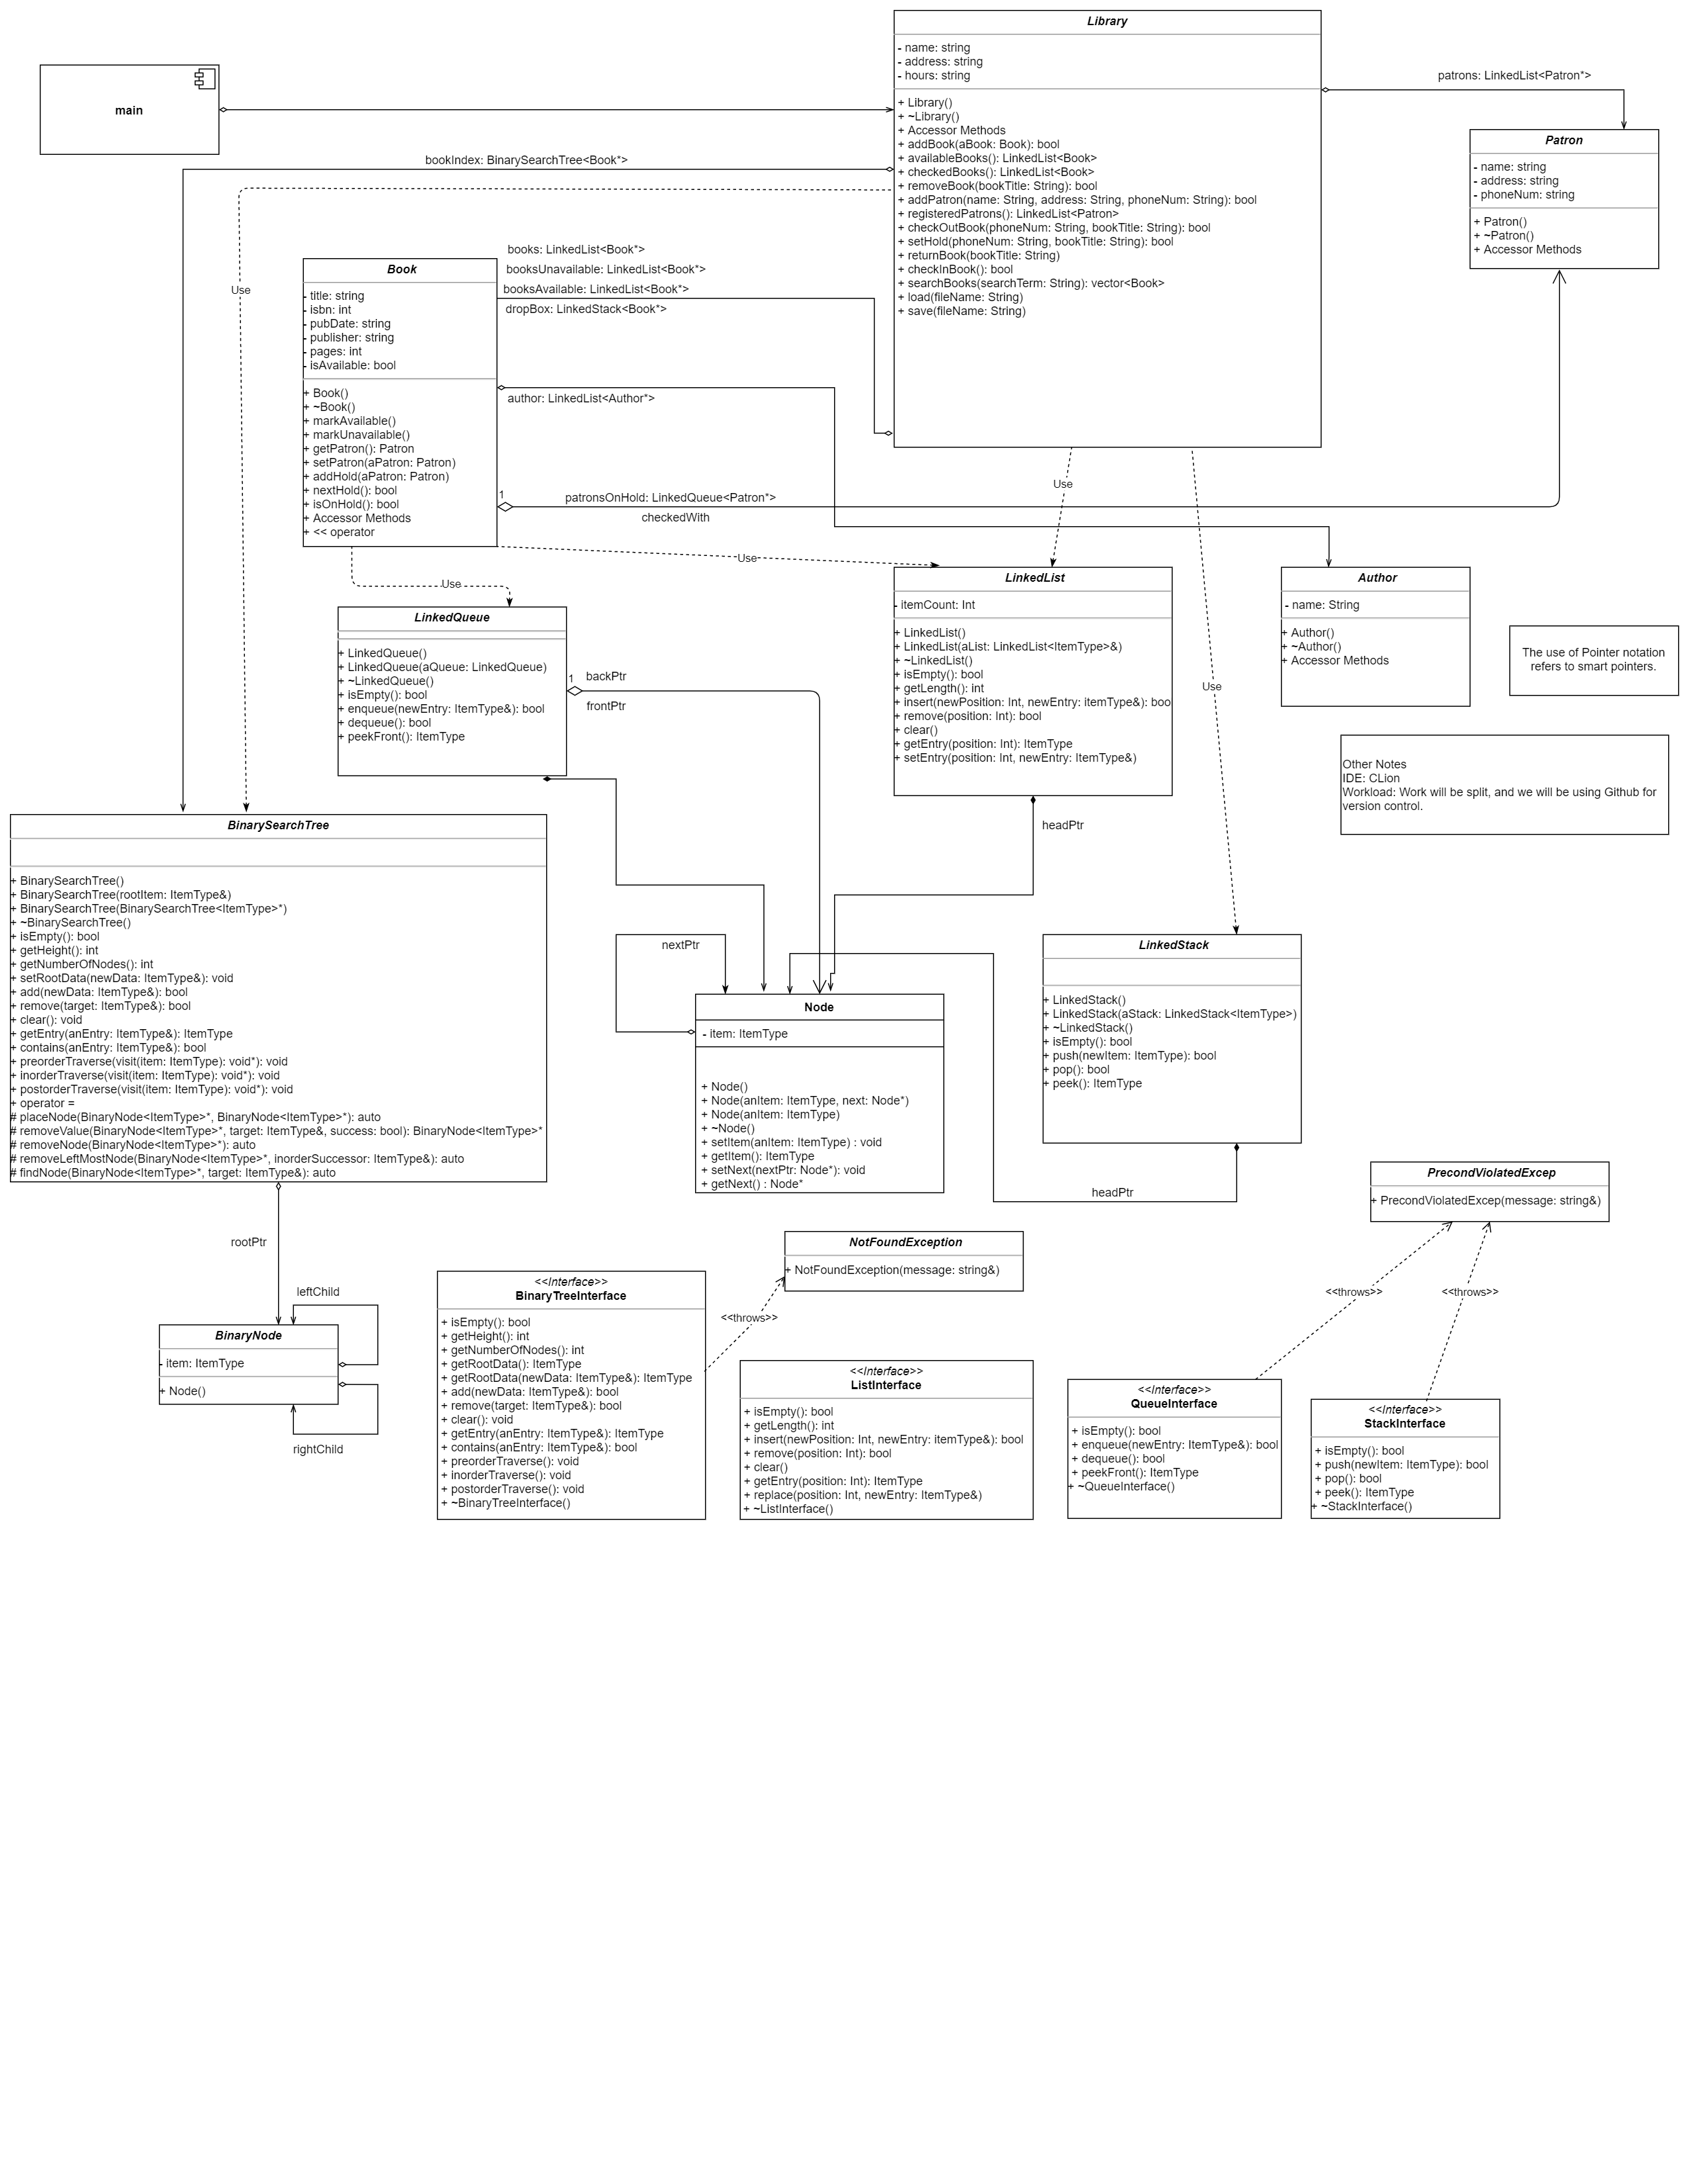 Library
- name: string
- address: string
- hours: string
+ Library()
+ ~Library()
+ Accessor Methods
+ addBook(aBook: Book): bool
+ availableBooks(): LinkedList<Book>
+ checkedBooks(): LinkedList<Book>
+ removeBook(bookTitle: String): bool
+ addPatron(name: String, address: String, phoneNum: String): bool
+ registeredPatrons(): LinkedList<Patron>
+ checkOutBook(phoneNum: String, bookTitle: String): bool
+ setHold(phoneNum: String, bookTitle: String): bool
+ returnBook(bookTitle: String)
+ checkInBook(): bool
+ searchBooks(searchTerm: String): vector<Book>
+ load(fileName: String)
+ save(fileName: String)
main
patrons: LinkedList<Patron*>
Patron
- name: string
- address: string
- phoneNum: string
+ Patron()
+ ~Patron()
+ Accessor Methods
bookIndex: BinarySearchTree<Book*>
Use
books: LinkedList<Book*>
booksUnavailable: LinkedList<Book*>
booksAvailable: LinkedList<Book*>
dropBox: LinkedStack<Book*>
Book
- title: string
- isbn: int
- pubDate: string
- publisher: string
- pages: int
- isAvailable: bool
+ Book()
+ ~Book()
+ markAvailable()
+ markUnavailable()
+ getPatron(): Patron
+ setPatron(aPatron: Patron)
+ addHold(aPatron: Patron)
+ nextHold(): bool
+ isOnHold(): bool
+ Accessor Methods
+ << operator
author: LinkedList<Author*>
1
patronsOnHold: LinkedQueue<Patron*>
checkedWith
Use
Use
Use
Use
LinkedQueue
+ LinkedQueue()
+ LinkedQueue(aQueue: LinkedQueue)
+ ~LinkedQueue()
+ isEmpty(): bool
+ enqueue(newEntry: ItemType&): bool
+ dequeue(): bool
+ peekFront(): ItemType
1
backPtr
frontPtr
LinkedList
- itemCount: Int
+ LinkedList()
+ LinkedList(aList: LinkedList<ItemType>&)
+ ~LinkedList()
+ isEmpty(): bool
+ getLength(): int
+ insert(newPosition: Int, newEntry: itemType&): boo
+ remove(position: Int): bool
+ clear()
+ getEntry(position: Int): ItemType
+ setEntry(position: Int, newEntry: ItemType&)
headPtr
Author
- name: String
+ Author()
+ ~Author()
+ Accessor Methods
The use of Pointer notation
refers to smart pointers.
Other Notes
IDE: CLion
Workload: Work will be split, and we will be using Github for
version control.
BinarySearchTree
+ BinarySearchTree()
+ BinarySearchTree(rootItem: ItemType&)
+ BinarySearchTree(BinarySearchTree<ItemType>*)
+ ~BinarySearchTree()
+ isEmpty(): bool
+ getHeight(): int
+ getNumberOfNodes(): int
+ setRootData(newData: ItemType&): void
+ add(newData: ItemType&): bool
+ remove(target: ItemType&): bool
+ clear(): void
+ getEntry(anEntry: ItemType&): ItemType
+ contains(anEntry: ItemType&): bool
+ preorderTraverse(visit(item: ItemType): void*): void
+ inorderTraverse(visit(item: ItemType): void*): void
+ postorderTraverse(visit(item: ItemType): void*): void
+ operator =
# placeNode(BinaryNode<ItemType>*, BinaryNode<ItemType>*): auto
# removeValue(BinaryNode<ItemType>*, target: ItemType&, success: bool): BinaryNode<ItemType>*
# removeNode(BinaryNode<ItemType>*): auto
# removeLeftMostNode(BinaryNode<ItemType>*, inorderSuccessor: ItemType&): auto
# findNode(BinaryNode<ItemType>*, target: ItemType&): auto
nextPtr
Node
- item: ItemType
+ Node()
+ Node(anItem: ItemType, next: Node*)
+ Node(anItem: ItemType)
+ ~Node()
+ setItem(anItem: ItemType) : void
+ getItem(): ItemType
+ setNext(nextPtr: Node*): void
+ getNext() : Node*
LinkedStack
+ LinkedStack()
+ LinkedStack(aStack: LinkedStack<ItemType>)
+ ~LinkedStack()
+ isEmpty(): bool
+ push(newItem: ItemType): bool
+ pop(): bool
+ peek(): ItemType
headPtr
PrecondViolatedExcep
+ PrecondViolatedExcep(message: string&)
<<throws>>
<<throws>>
rootPtr
leftChild
BinaryNode
- item: ItemType
+ Node()
rightChild
<<Interface>>
BinaryTreeInterface
+ isEmpty(): bool
+ getHeight(): int
+ getNumberOfNodes(): int
+ getRootData(): ItemType
+ getRootData(newData: ItemType&): ItemType
+ add(newData: ItemType&): bool
+ remove(target: ItemType&): bool
+ clear(): void
+ getEntry(anEntry: ItemType&): ItemType
+ contains(anEntry: ItemType&): bool
+ preorderTraverse(): void
+ inorderTraverse(): void
+ postorderTraverse(): void
+ ~BinaryTreeInterface()
<<throws>>
NotFoundException
+ NotFoundException(message: string&)
<<Interface>>
ListInterface
+ isEmpty(): bool
+ getLength(): int
+ insert(newPosition: Int, newEntry: itemType&): bool
+ remove(position: Int): bool
+ clear()
+ getEntry(position: Int): ItemType
+ replace(position: Int, newEntry: ItemType&)
+ ~ListInterface()
<<Interface>>
QueueInterface
+ isEmpty(): bool
+ enqueue(newEntry: ItemType&): bool
+ dequeue(): bool
+ peekFront(): ItemType
+ ~QueueInterface()
<<Interface>>
StackInterface
+ isEmpty(): bool
+ push(newItem: ItemType): bool
+ pop(): bool
+ peek(): ItemType
+ ~StackInterface()